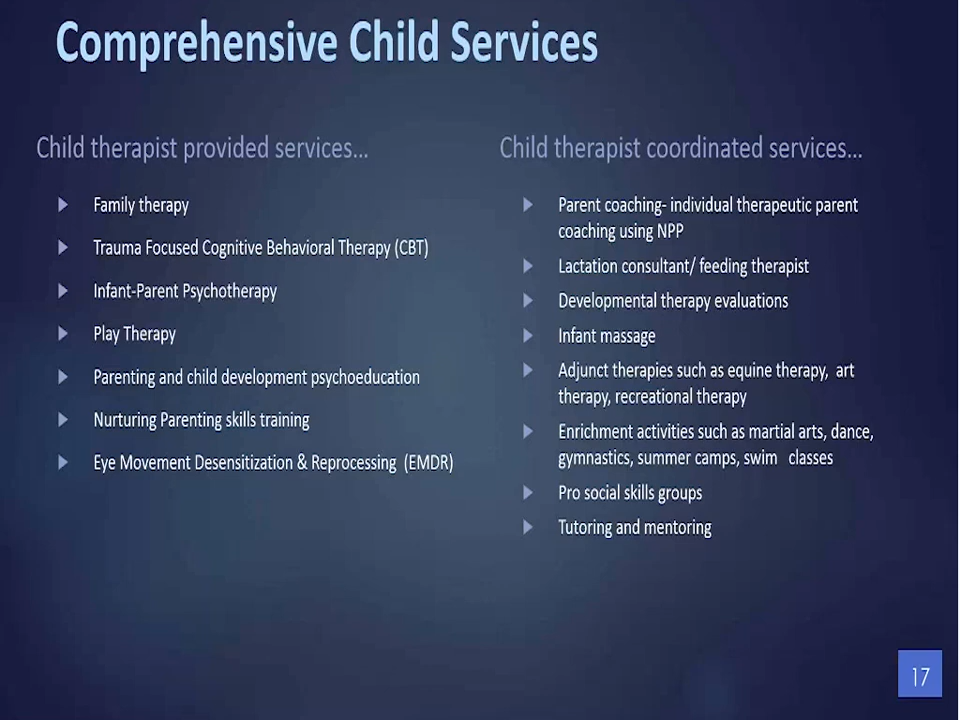 Comprehensive Child Services
Child therapist provided services...
Family therapy
Trauma Focused Cognitive Behavioral Therapy (CBT)
Infant-Parent Psychotherapy
Play Therapy
Parenting and child development psychoeducation
Nurturing Parenting skills training
Eye Movement Desensitization & Reprocessing (EMDR)
Child therapist coordinated services...
Parent coaching- individual therapeutic parent
coaching using NPP
Lactation consultant/ feeding therapist
Developmental therapy evaluations
Infant massage
Adjunct therapies such as equine therapy, art
therapy, recreational therapy
Enrichment activities such as martial arts, dance,
gymnastics, summer camps, swim classes
Pro social skills groups
Tutoring and mentoring
17